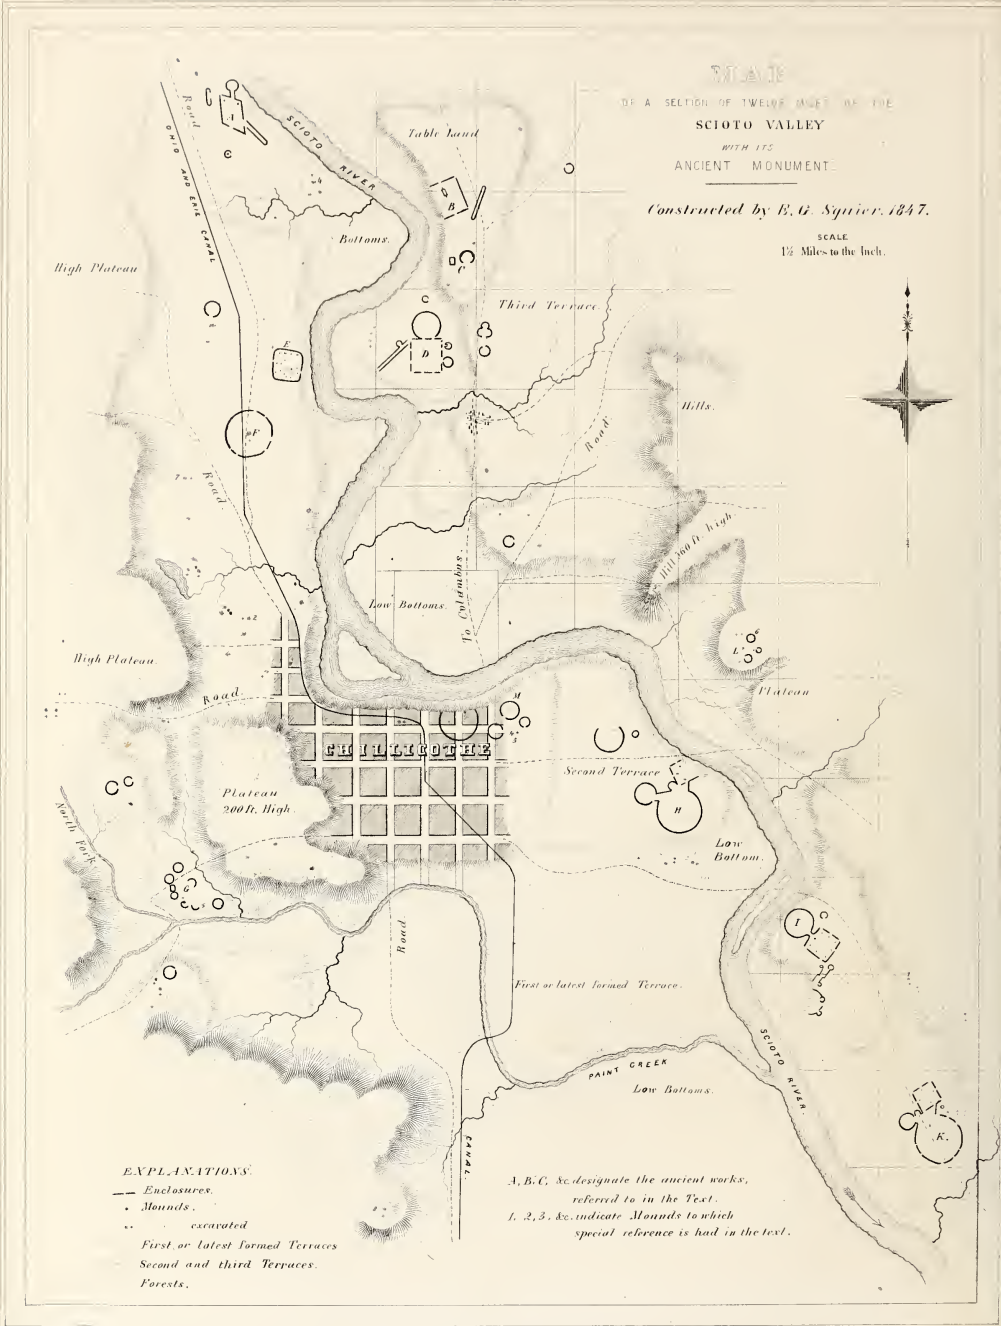 MAP
OF A SECTION OF TWELVE MILES OF THE
SCIOTO VALLEY
WITH ITS
ANCIENT MONUMENTS
Constructed by E. G. Squier. 1847.
SCALE
1½ Miles to the Inch.
Road
OHIO AND ERIE CANAL
SCIOTO RIVER
Table Land
B
Bottoms.
C
High Plateau
Third Terrace.
D
E
F
Hills.
Road
Road
Hill 360 ft. high
Low Bottoms.
To Columbus.
2
L
High Plateau.
Plateau
Road
M
CHILLICOTHE
Second Terrace
H
Plateau
200 ft. High.
North Fork
Low
Bottom.
G
I
Road
First or latest formed Terrace.
SCIOTO RIVER.
PAINT CREEK
Low Bottoms.
K.
CANAL.
EXPLANATIONS.
Enclosures.
Mounds.
excavated
First, or latest formed Terraces
Second and third Terraces.
Forests.
A, B, C, &c. designate the ancient works,
referred to in the Text.
1, 2, 3, &c. indicate Mounds to which
special reference is had in the text.